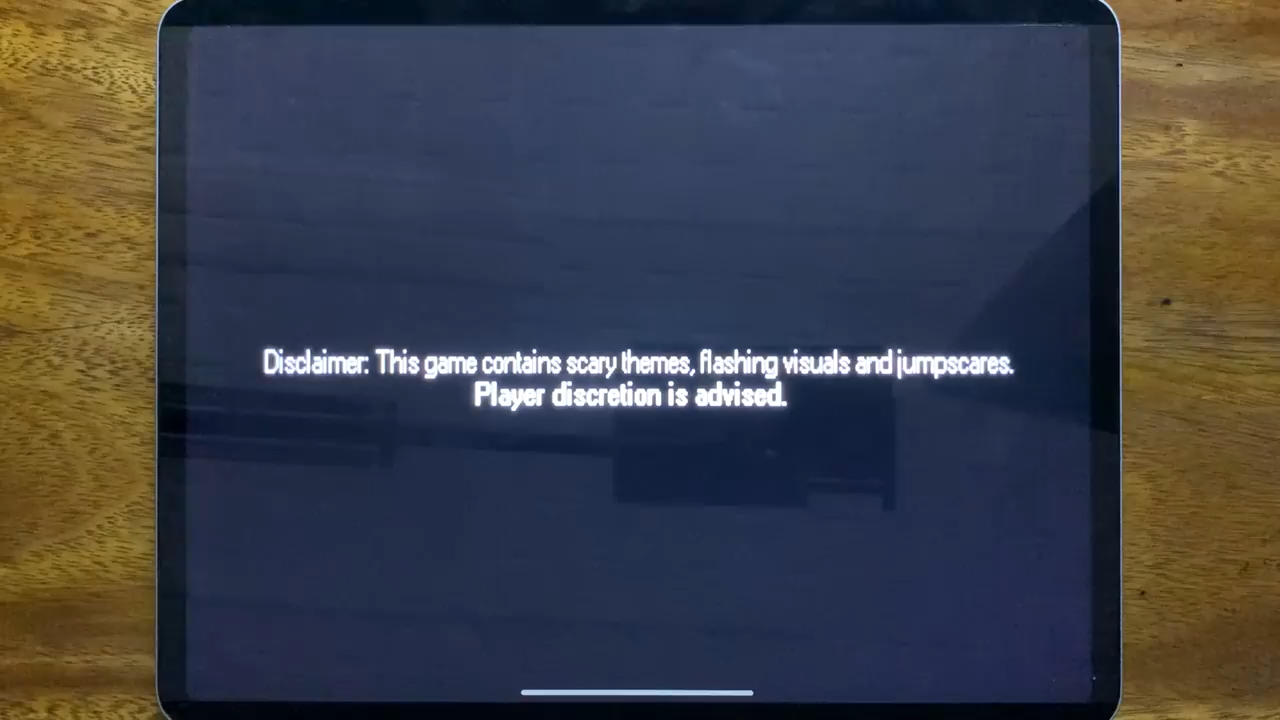 Disclaimer: This game contains scary themes, flashing visuals and jumpscares.
Player discretion is advised.